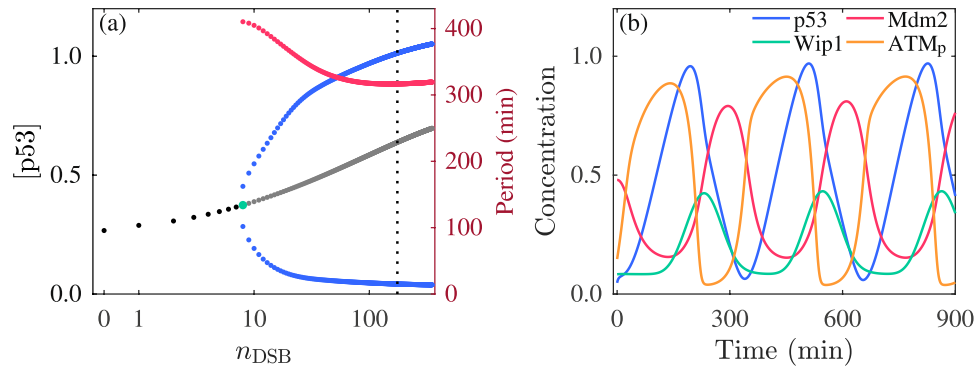 (a)
[p53]
1.0
0.5
0.0
0
1
10
100
n_DSB
400
300
200
100
0
Period (min)
(b)
p53
Mdm2
Wip1
ATM_p
Concentration
1.0
0.5
0.0
0
300
600
900
Time (min)